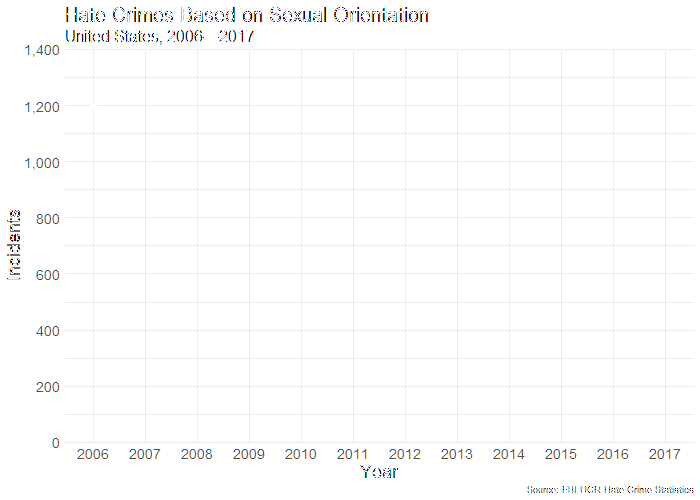 Hate Crimes Based on Sexual Orientation
United States, 2006 - 2017
1,400
1,200
1,000
800
600
400
200
0
Incidents
2006 2007 2008 2009 2010 2011 2012 2013 2014 2015 2016 2017
Year
Source: FBI UCR Hate Crime Statistics